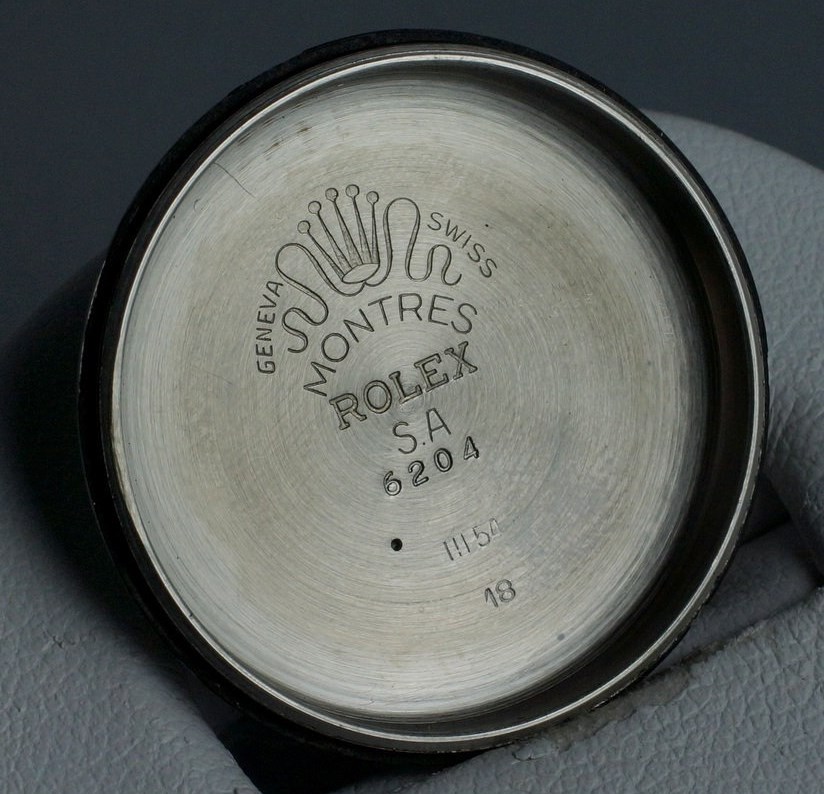 GENEVA SWISS
MONTRES
ROLEX
S.A
6204
III 54
18